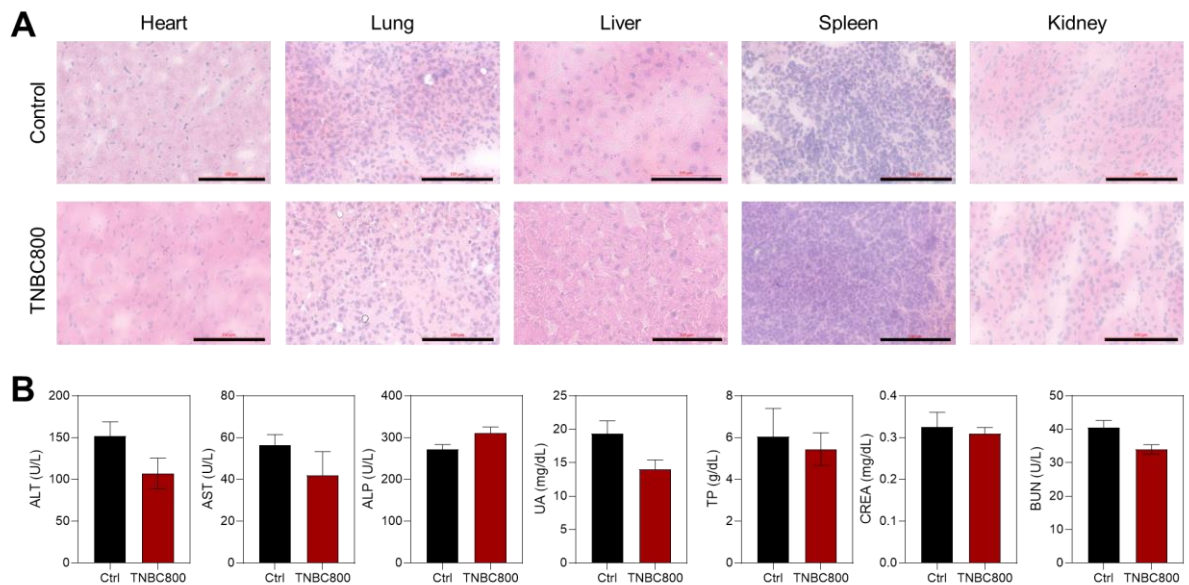 A
Heart
Lung
Liver
Spleen
Kidney
Control
TNBC800
B
ALT (U/L)
200
150
100
50
0
Ctrl TNBC800
AST (U/L)
80
60
40
20
0
Ctrl TNBC800
ALP (U/L)
400
300
200
100
0
Ctrl TNBC800
UA (mg/dL)
25
20
15
10
5
0
Ctrl TNBC800
TP (g/dL)
8
6
4
2
0
Ctrl TNBC800
CREA (mg/dL)
0.4
0.3
0.2
0.1
0.0
Ctrl TNBC800
BUN (U/L)
50
40
30
20
10
0
Ctrl TNBC800